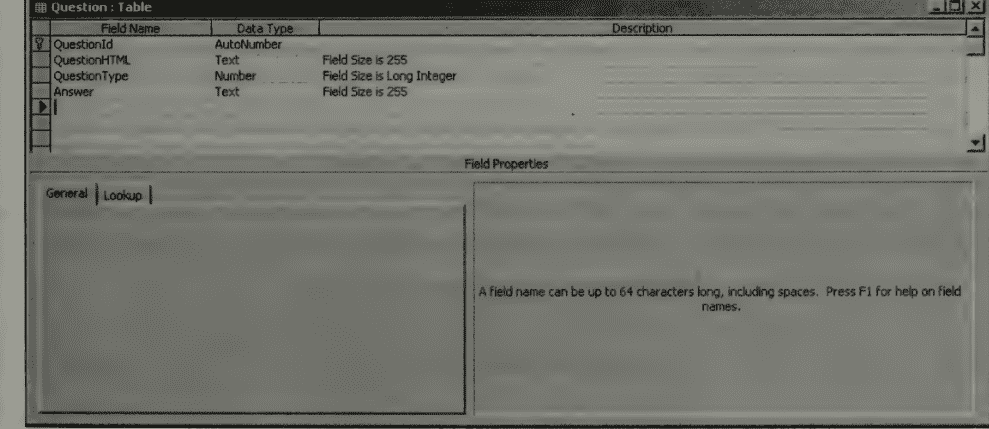 Question : Table
Field Name Data Type Description
QuestionId AutoNumber
QuestionHTML Text Field Size is 255
QuestionType Number Field Size is Long Integer
Answer Text Field Size is 255
Field Properties
General Lookup
A field name can be up to 64 characters long, including spaces. Press F1 for help on field
names.